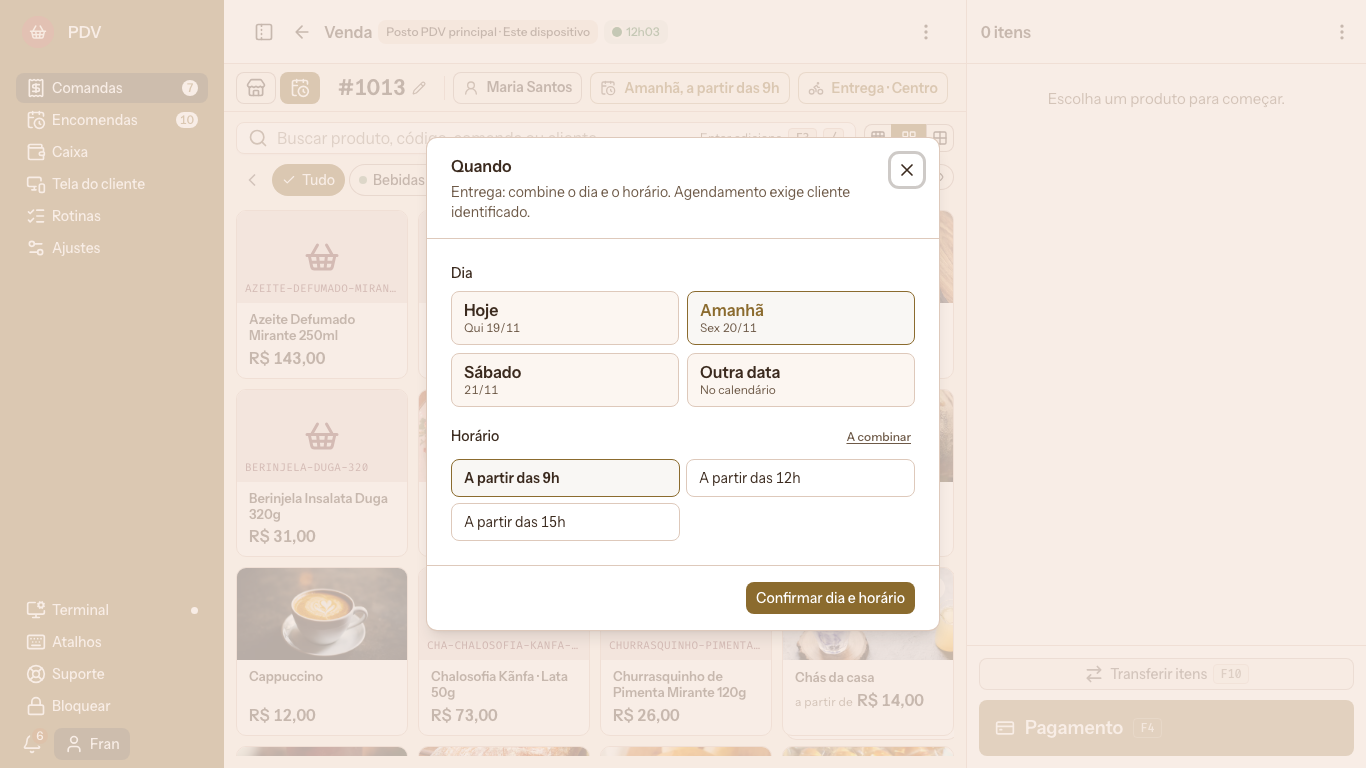 PDV
Comandas 7
Encomendas 10
Caixa
Tela do cliente
Rotinas
Ajustes
Terminal
Atalhos
Suporte
Bloquear
6 Fran
Venda Posto PDV principal · Este dispositivo 12h03
#1013 Maria Santos Amanhã, a partir das 9h Entrega · Centro
Buscar produto, código, comanda ou cliente
Tudo Bebidas
AZEITE-DEFUMADO-MIRAN…
Azeite Defumado
Mirante 250ml
R$ 143,00
BERINJELA-DUGA-320
Berinjela Insalata Duga
320g
R$ 31,00
Cappuccino
R$ 12,00
CHA-CHALOSOFIA-KANFA-…
Chalosofia Kãnfa · Lata
50g
R$ 73,00
CHURRASQUINHO-PIMENTA…
Churrasquinho de
Pimenta Mirante 120g
R$ 26,00
Chás da casa
a partir de R$ 14,00
Quando
Entrega: combine o dia e o horário. Agendamento exige cliente
identificado.
Dia
Hoje
Qui 19/11
Amanhã
Sex 20/11
Sábado
21/11
Outra data
No calendário
Horário A combinar
A partir das 9h
A partir das 12h
A partir das 15h
Confirmar dia e horário
0 itens
Escolha um produto para começar.
Transferir itens F10
Pagamento F4